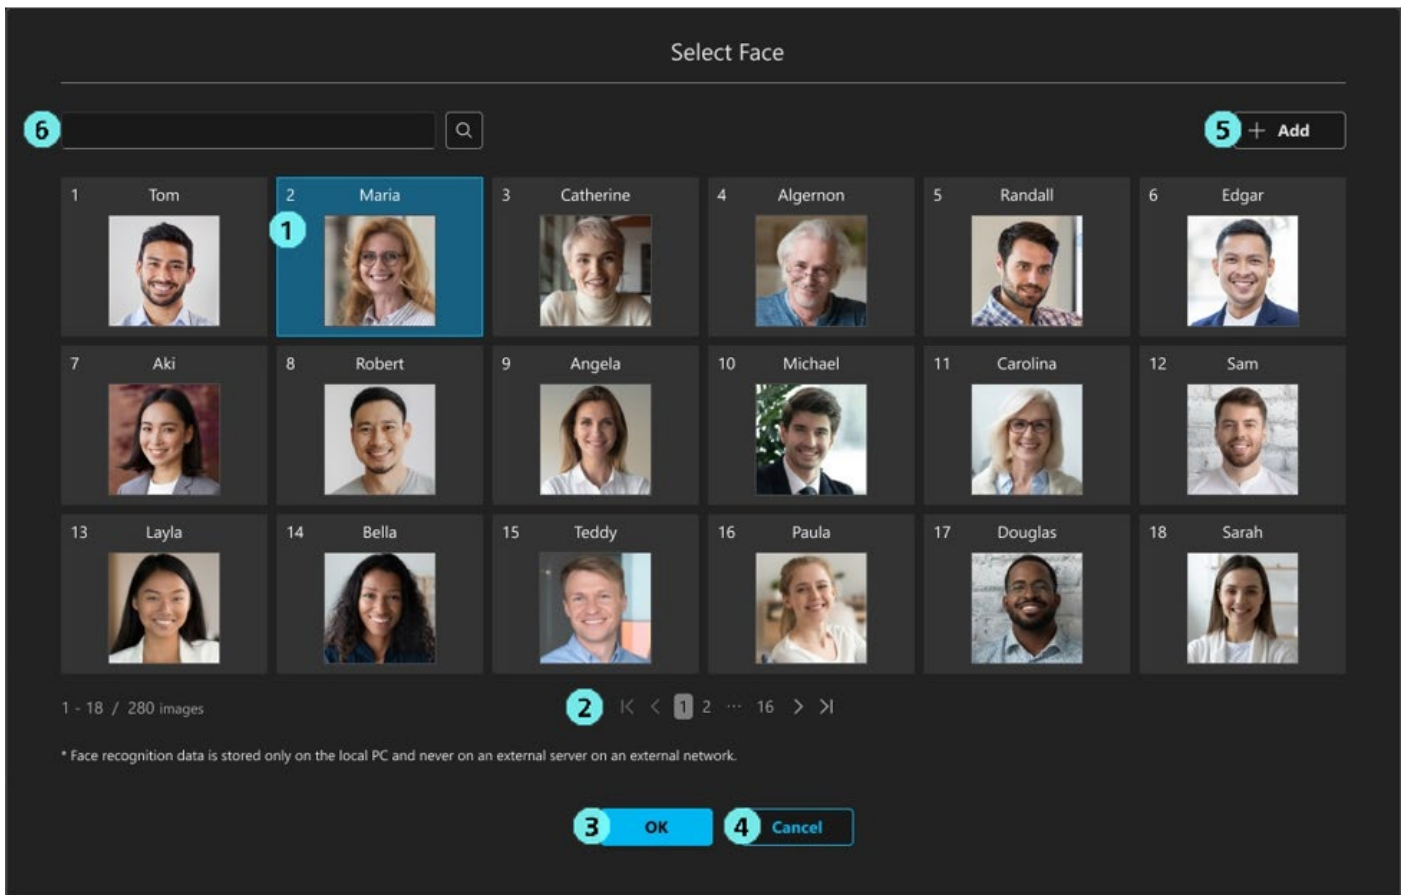 Select Face
6
5 + Add
1 Tom 2 Maria 3 Catherine 4 Algernon 5 Randall 6 Edgar
1
7 Aki 8 Robert 9 Angela 10 Michael 11 Carolina 12 Sam
13 Layla 14 Bella 15 Teddy 16 Paula 17 Douglas 18 Sarah
1 - 18 / 280 images 2 1 2 ... 16
* Face recognition data is stored only on the local PC and never on an external server on an external network.
3 OK 4 Cancel